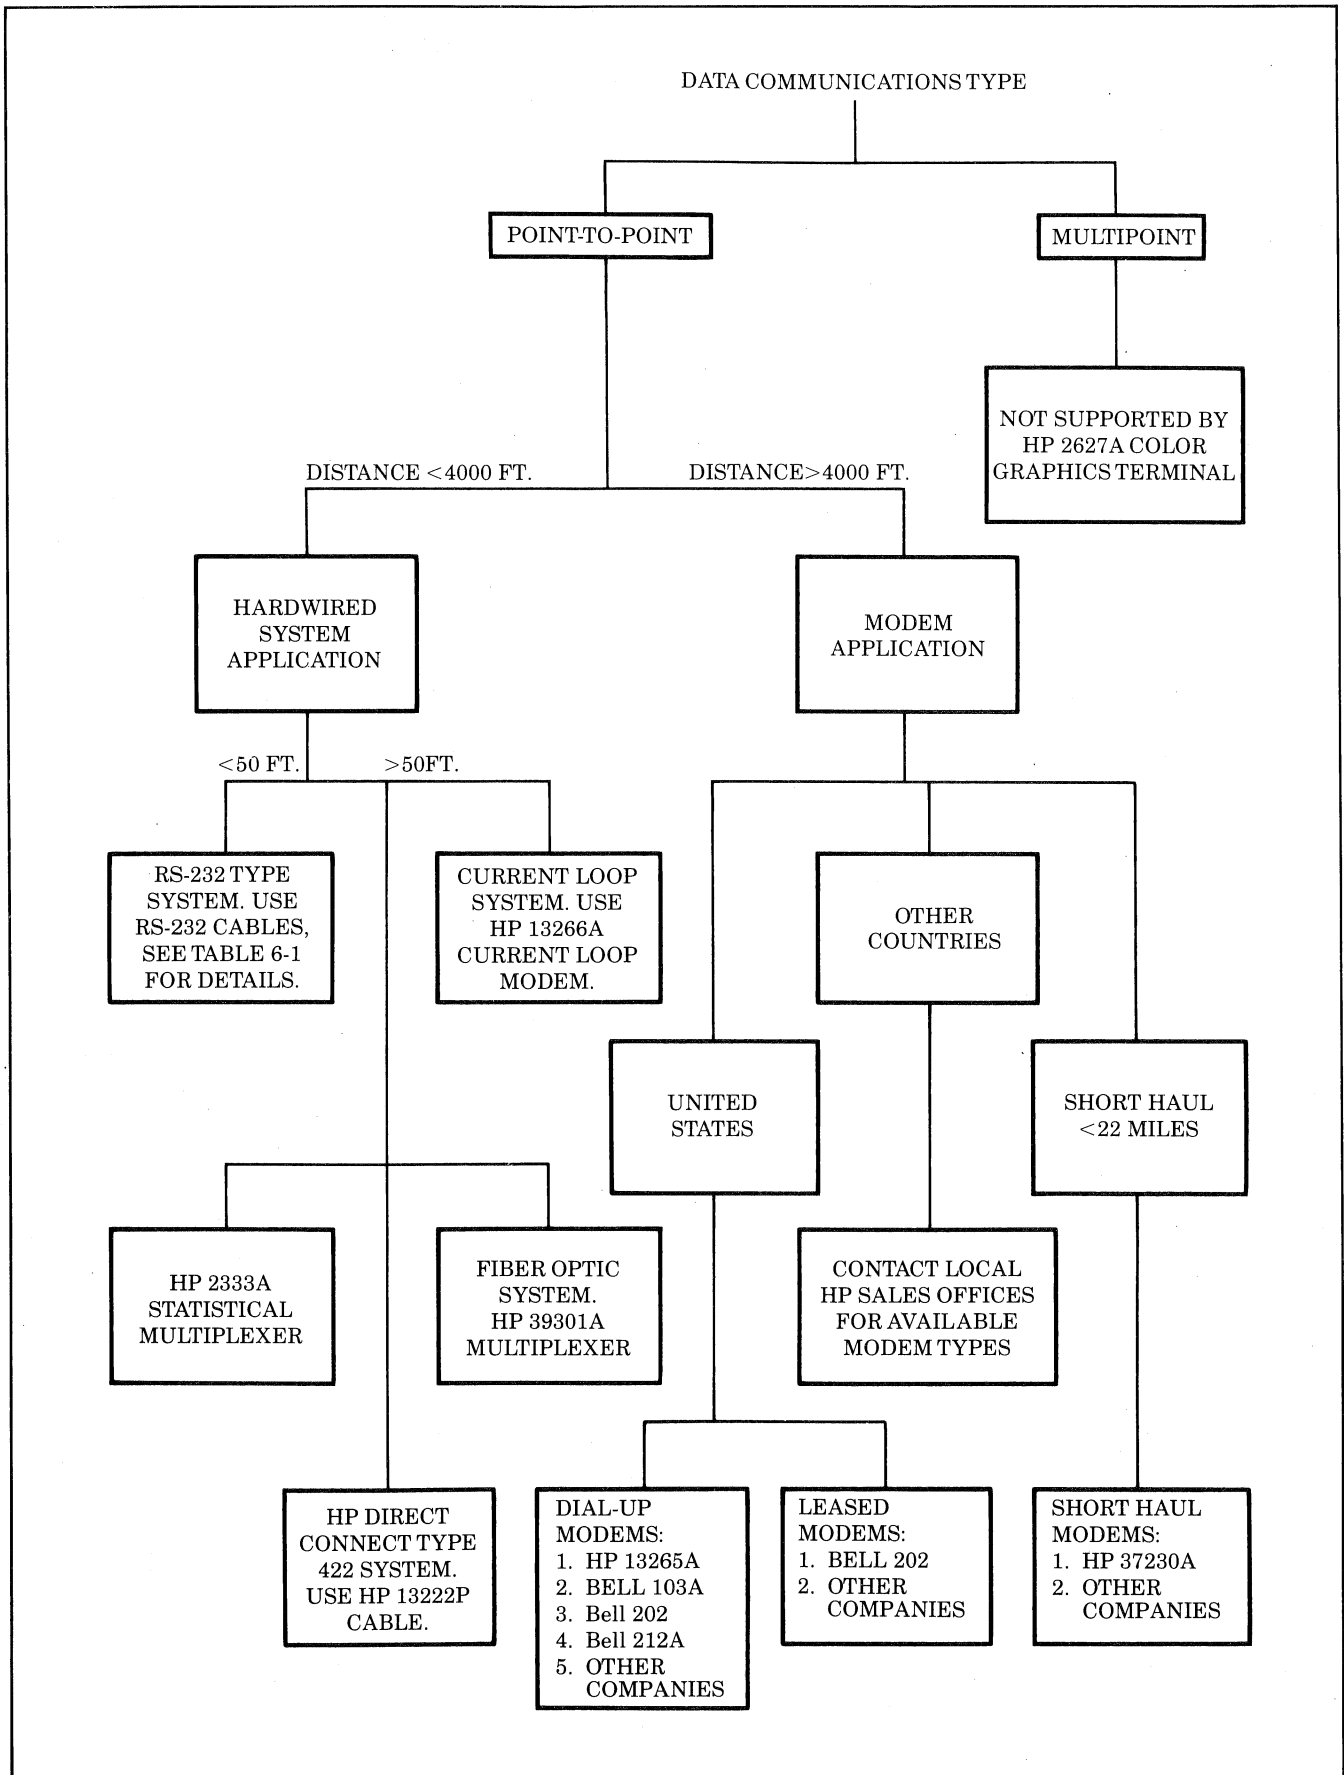 DATA COMMUNICATIONS TYPE
POINT-TO-POINT
MULTIPOINT
NOT SUPPORTED BY
HP 2627A COLOR
GRAPHICS TERMINAL
DISTANCE <4000 FT.
DISTANCE>4000 FT.
HARDWIRED
SYSTEM
APPLICATION
MODEM
APPLICATION
<50 FT.
>50FT.
RS-232 TYPE
SYSTEM. USE
RS-232 CABLES,
SEE TABLE 6-1
FOR DETAILS.
CURRENT LOOP
SYSTEM. USE
HP 13266A
CURRENT LOOP
MODEM.
OTHER
COUNTRIES
UNITED
STATES
SHORT HAUL
<22 MILES
HP 2333A
STATISTICAL
MULTIPLEXER
FIBER OPTIC
SYSTEM.
HP 39301A
MULTIPLEXER
CONTACT LOCAL
HP SALES OFFICES
FOR AVAILABLE
MODEM TYPES
HP DIRECT
CONNECT TYPE
422 SYSTEM.
USE HP 13222P
CABLE.
DIAL-UP
MODEMS:
1. HP 13265A
2. BELL 103A
3. Bell 202
4. Bell 212A
5. OTHER
COMPANIES
LEASED
MODEMS:
1. BELL 202
2. OTHER
COMPANIES
SHORT HAUL
MODEMS:
1. HP 37230A
2. OTHER
COMPANIES